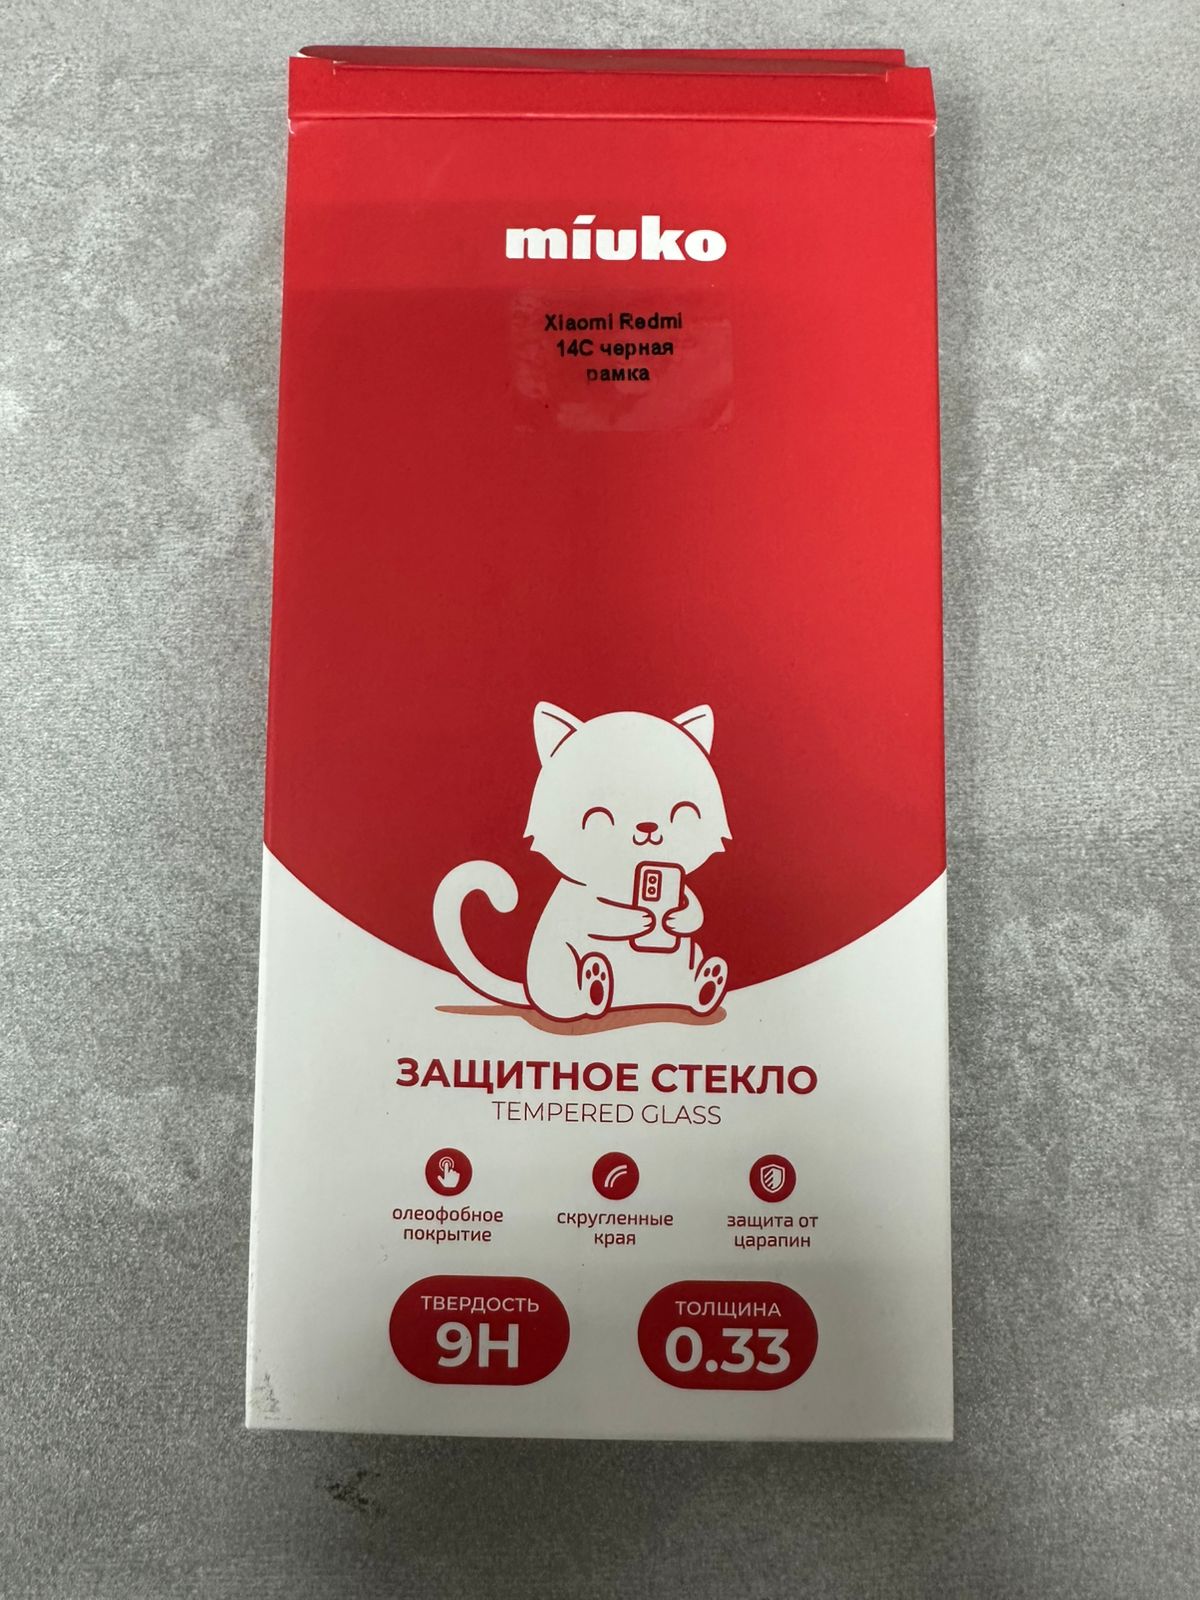 míuko
Xiaomi Redmi
14C черная
рамка
ЗАЩИТНОЕ СТЕКЛО
TEMPERED GLASS
олеофобное
покрытие
скругленные
края
защита от
царапин
ТВЕРДОСТЬ
9H
ТОЛЩИНА
0.33